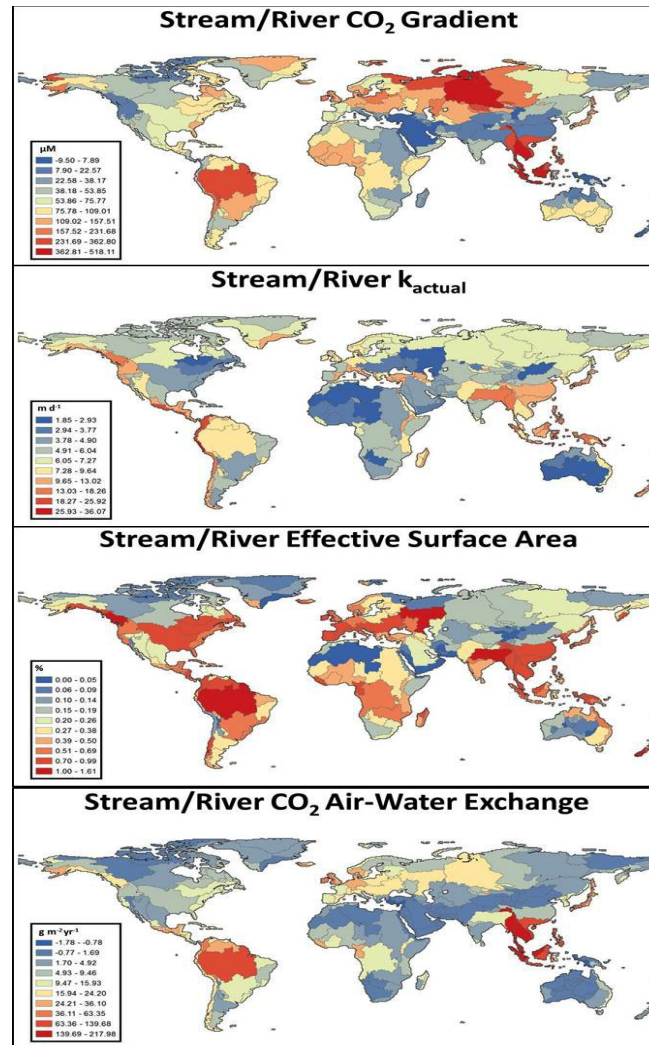 Stream/River CO₂ Gradient
µM
-9.50 - 7.89
7.90 - 22.57
22.58 - 38.17
38.18 - 53.85
53.86 - 75.77
75.78 - 109.01
109.02 - 157.51
157.52 - 231.68
231.69 - 362.80
362.81 - 518.11
Stream/River kactual
m d⁻¹
1.85 - 2.93
2.94 - 3.77
3.78 - 4.90
4.91 - 6.04
6.05 - 7.27
7.28 - 9.64
9.65 - 13.02
13.03 - 18.26
18.27 - 25.92
25.93 - 36.07
Stream/River Effective Surface Area
%
0.00 - 0.05
0.06 - 0.09
0.10 - 0.14
0.15 - 0.19
0.20 - 0.26
0.27 - 0.38
0.39 - 0.50
0.51 - 0.69
0.70 - 0.99
1.00 - 1.61
Stream/River CO₂ Air-Water Exchange
g m⁻²yr⁻¹
-1.78 - -0.78
-0.77 - 1.69
1.70 - 4.92
4.93 - 9.46
9.47 - 15.93
15.94 - 24.20
24.21 - 36.10
36.11 - 63.35
63.36 - 139.68
139.69 - 217.98